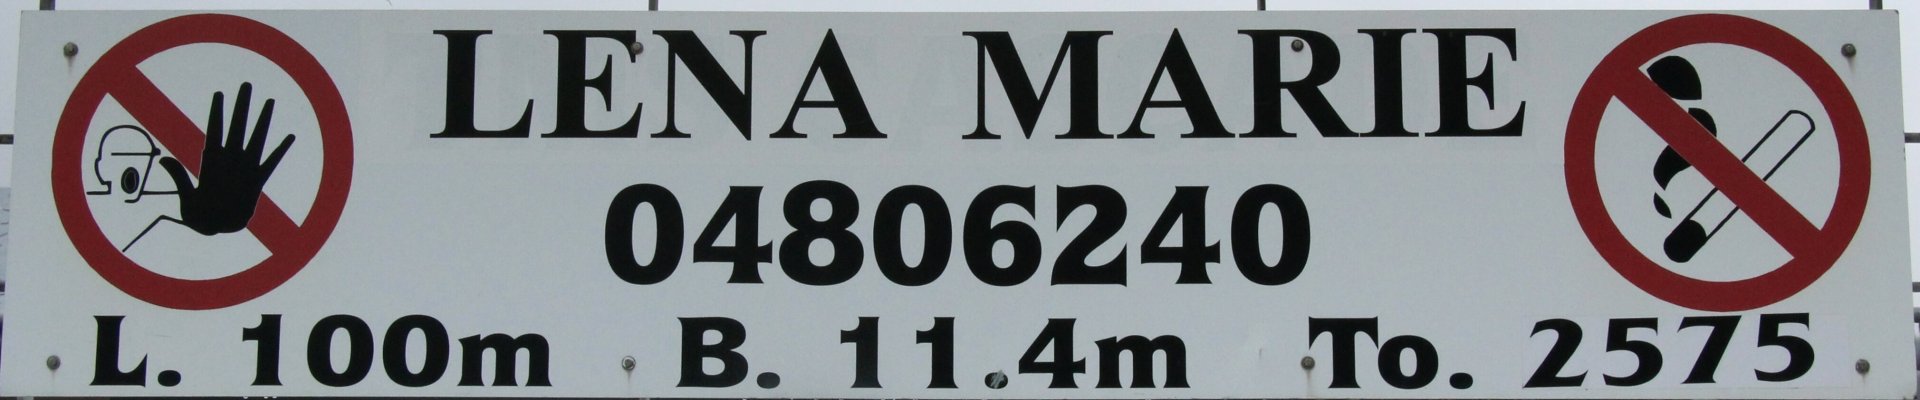 LENA MARIE
04806240
L. 100m B. 11.4m To. 2575